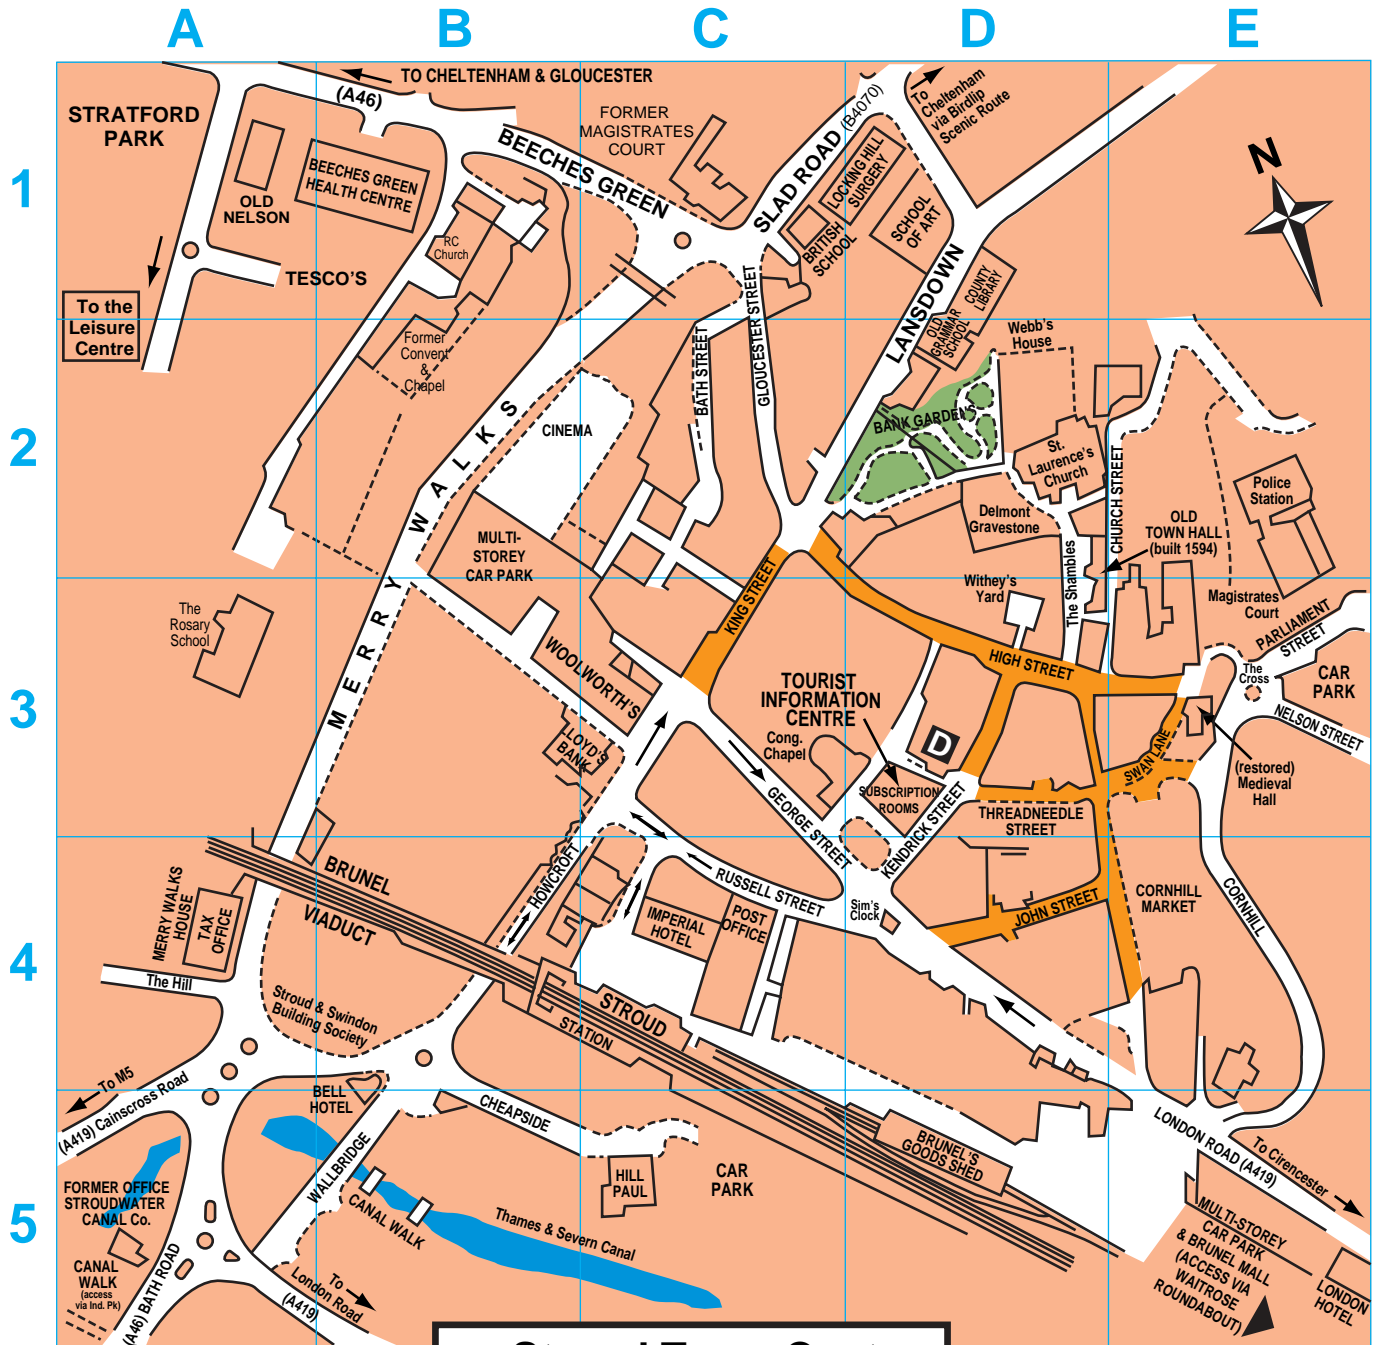 A B C D E
1
2
3
4
5
N
TO CHELTENHAM & GLOUCESTER
(A46)
STRATFORD
PARK
OLD
NELSON
BEECHES GREEN
HEALTH CENTRE
BEECHES GREEN
FORMER
MAGISTRATES
COURT
SLAD ROAD
(B4070)
To
Cheltenham
via Birdlip
Scenic Route
LOCKING HILL
SURGERY
BRITISH
SCHOOL
SCHOOL
OF ART
RC
Church
TESCO'S
To the
Leisure
Centre
LANSDOWN
COUNTY
LIBRARY
OLD
GRAMMAR
SCHOOL
Webb's
House
Former
Convent
&
Chapel
BATH STREET
GLOUCESTER STREET
CINEMA
BANK GARDENS
St.
Laurence's
Church
CHURCH STREET
Police
Station
Delmont
Gravestone
OLD
TOWN HALL
(built 1594)
MULTI-
STOREY
CAR PARK
MERRY WALKS
KING STREET
Withey's
Yard
The Shambles
Magistrates
Court
PARLIAMENT
STREET
The
Rosary
School
WOOLWORTH'S
HIGH STREET
The
Cross
CAR
PARK
NELSON STREET
TOURIST
INFORMATION
CENTRE
Cong.
Chapel
D
LLOYD'S
BANK
SWAN LANE
(restored)
Medieval
Hall
SUBSCRIPTION
ROOMS
GEORGE STREET
KENDRICK STREET
THREADNEEDLE
STREET
BRUNEL
VIADUCT
HOWCROFT
RUSSELL STREET
MERRY WALKS
HOUSE
TAX
OFFICE
IMPERIAL
HOTEL
POST
OFFICE
Sim's
Clock
JOHN STREET
CORNHILL
MARKET
CORNHILL
The Hill
Stroud & Swindon
Building Society
STROUD
STATION
To M5
(A419) Cainscross Road
BELL
HOTEL
CHEAPSIDE
WALLBRIDGE
BRUNEL'S
GOODS SHED
LONDON ROAD (A419)
To Cirencester
FORMER OFFICE
STROUDWATER
CANAL Co.
HILL
PAUL
CAR
PARK
CANAL WALK
Thames & Severn Canal
MULTI-STOREY
CAR PARK
& BRUNEL MALL
(ACCESS VIA
WAITROSE
ROUNDABOUT)
CANAL
WALK
(access
via Ind. Pk)
(A46) BATH ROAD
To
London Road
(A419)
LONDON
HOTEL